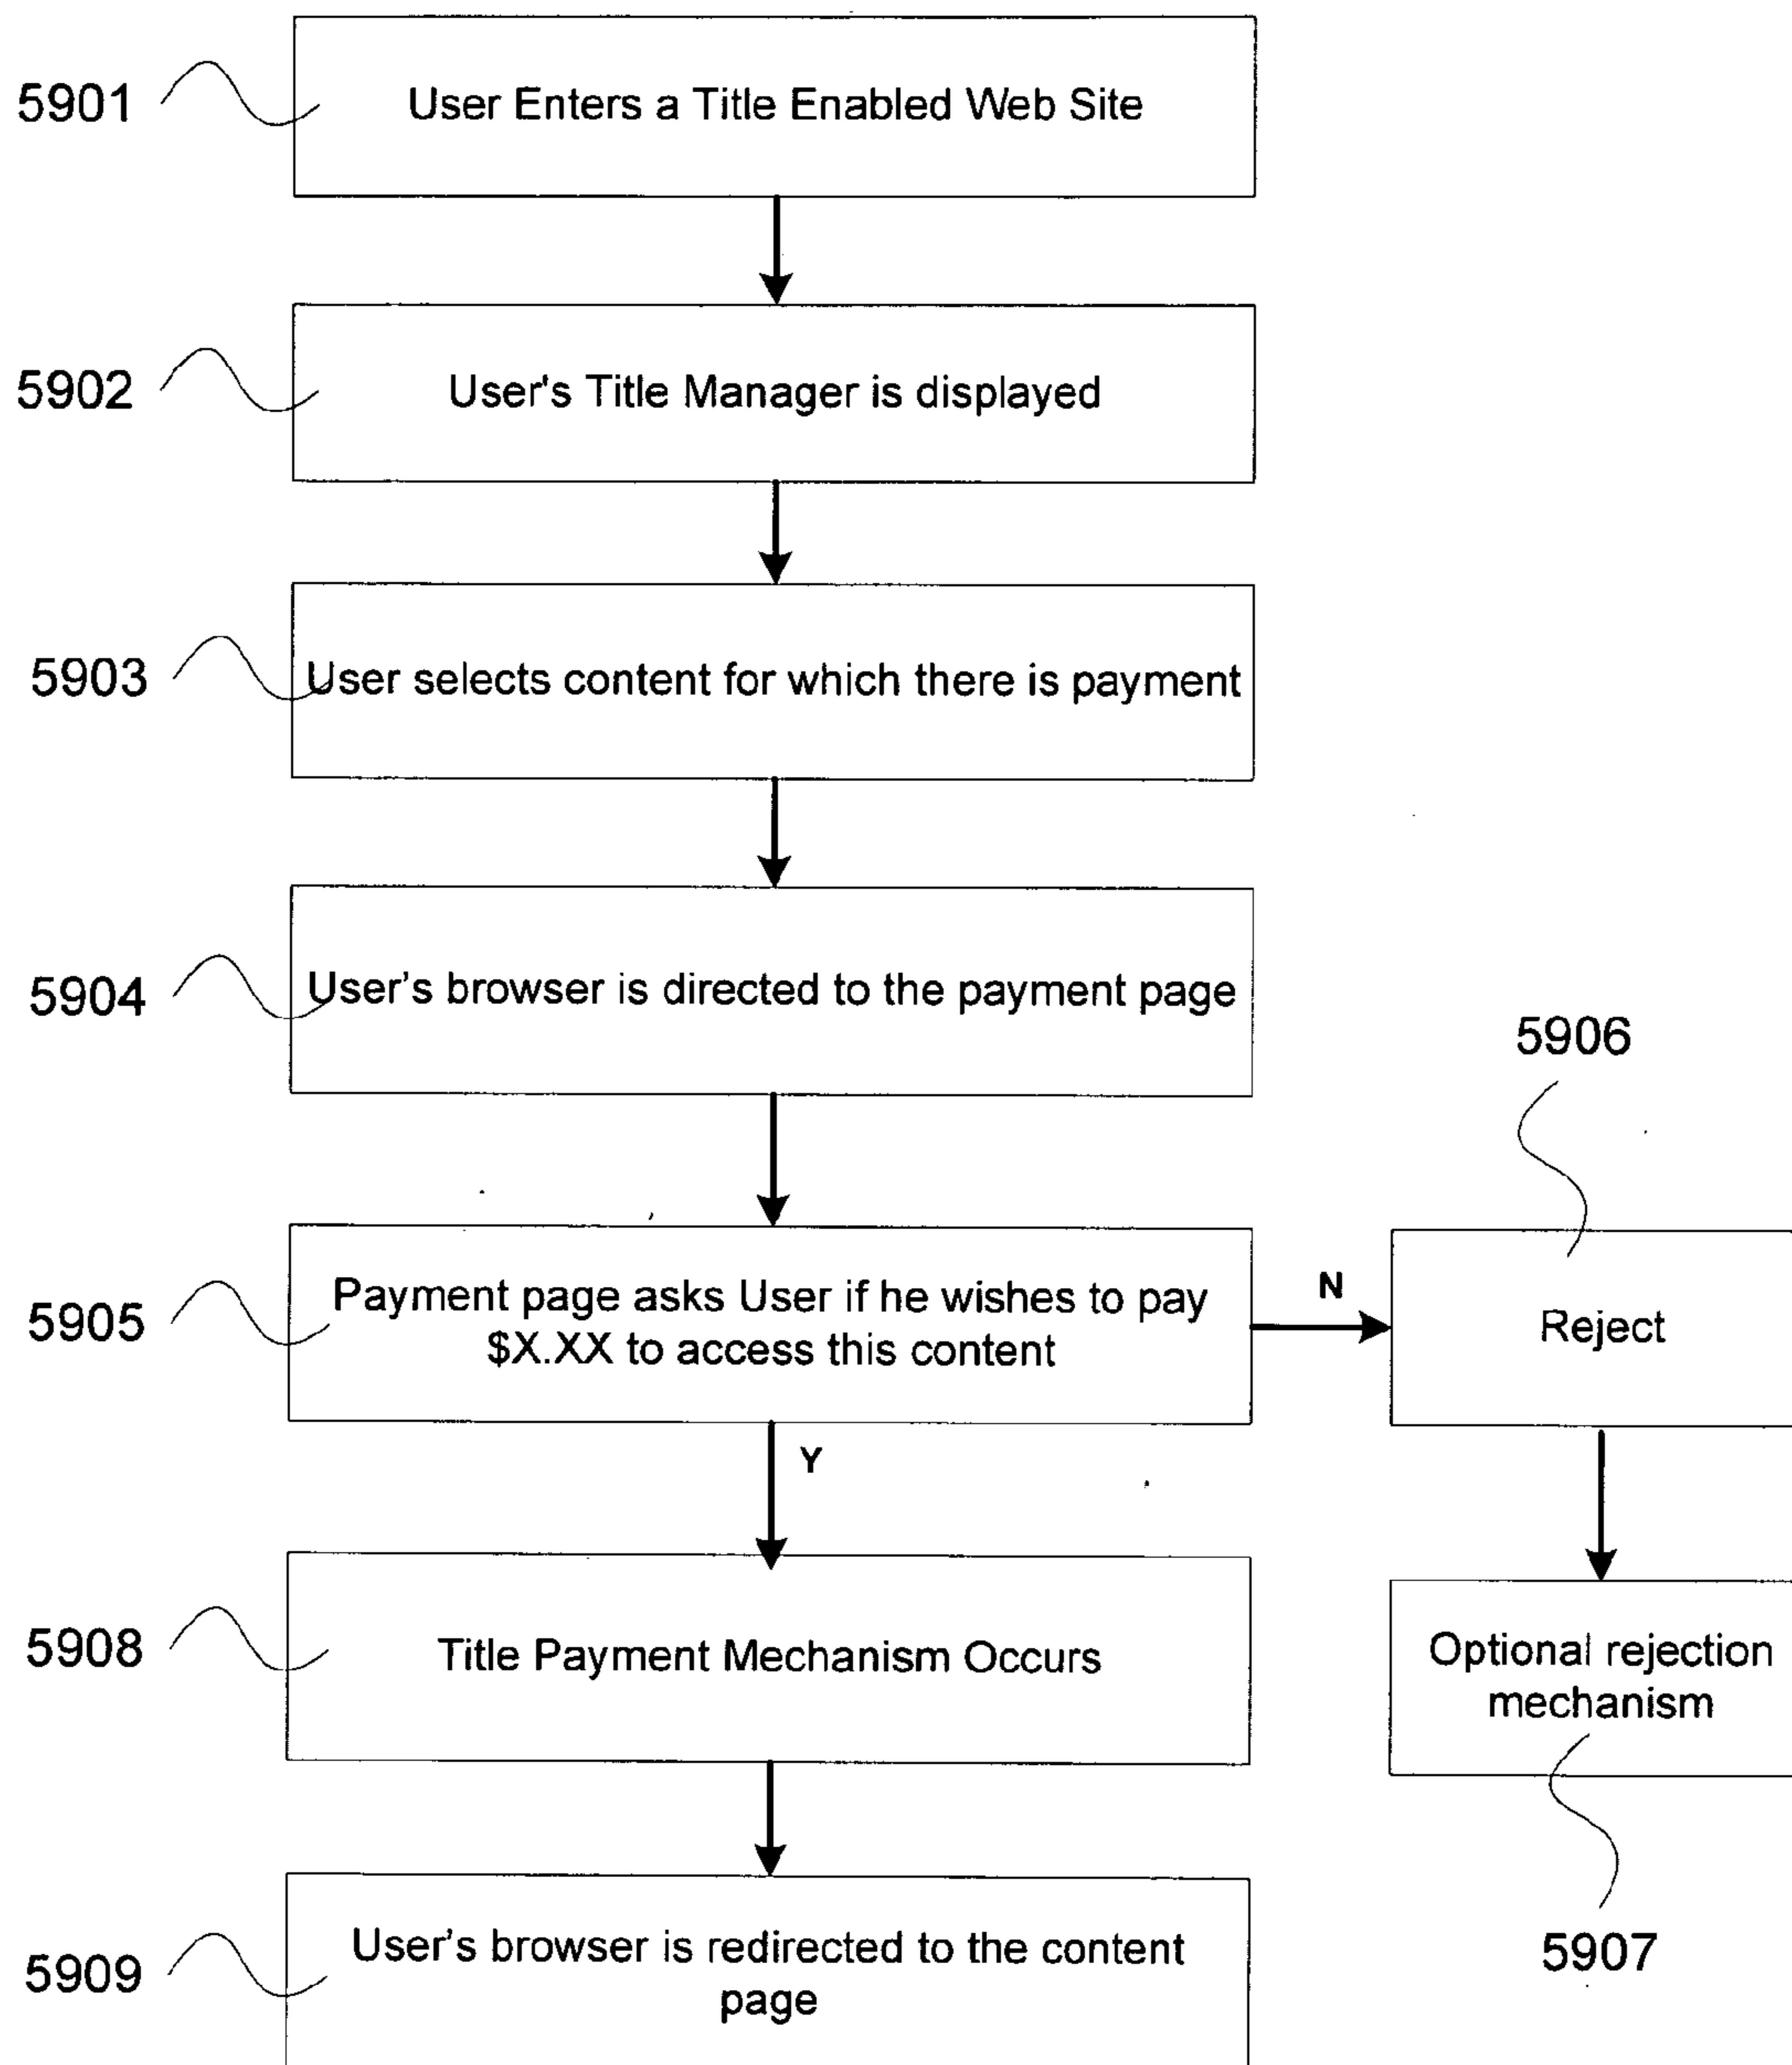 5901
User Enters a Title Enabled Web Site
5902
User's Title Manager is displayed
5903
User selects content for which there is payment
5904
User's browser is directed to the payment page
5905
Payment page asks User if he wishes to pay
$X.XX to access this content
N
5906
Reject
Y
5908
Title Payment Mechanism Occurs
Optional rejection
mechanism
5907
5909
User's browser is redirected to the content
page